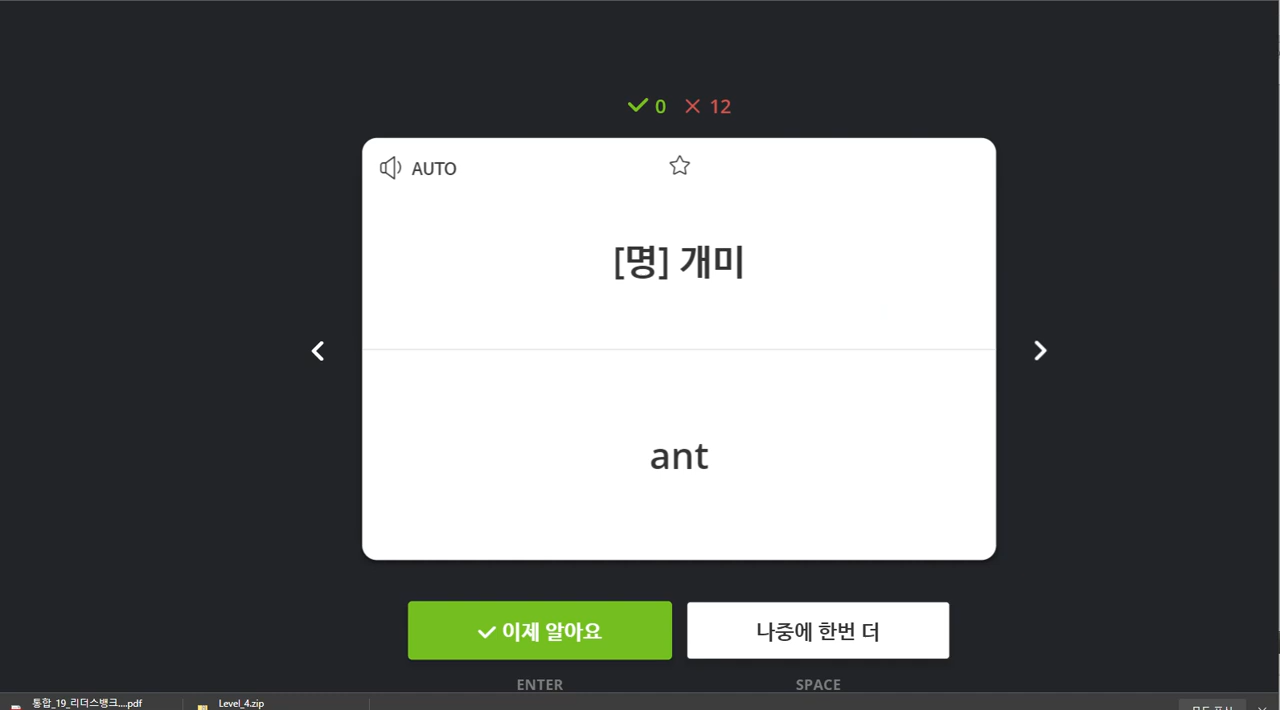 0 12
AUTO
[명] 개미
ant
이제 알아요
나중에 한번 더
ENTER
SPACE
통합_19_리더스뱅크....pdf
Level_4.zip